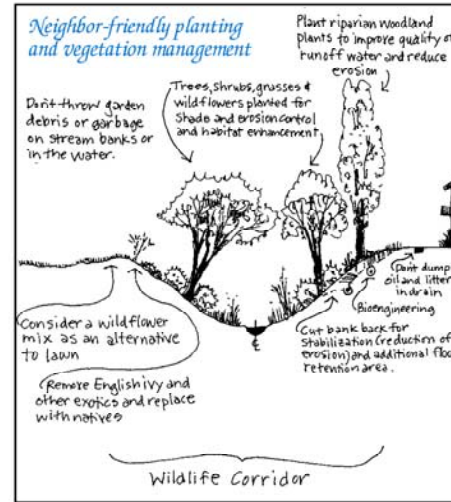 Neighbor-friendly planting
and vegetation management
Plant riparian woodland
plants to improve quality of
runoff water and reduce
erosion
Trees, shrubs, grasses &
wildflowers planted for
shade and erosion control
and habitat enhancement
Don't throw garden
debris or garbage
on stream banks or
in the water.
Don't dump
oil and litter
in drain
Bioengineering
Cut bank back for
stabilization (reduction of
erosion) and additional
retention area.
Consider a wildflower
mix as an alternative
to lawn
Remove English ivy and
other exotics and replace
with natives
Wildlife Corridor